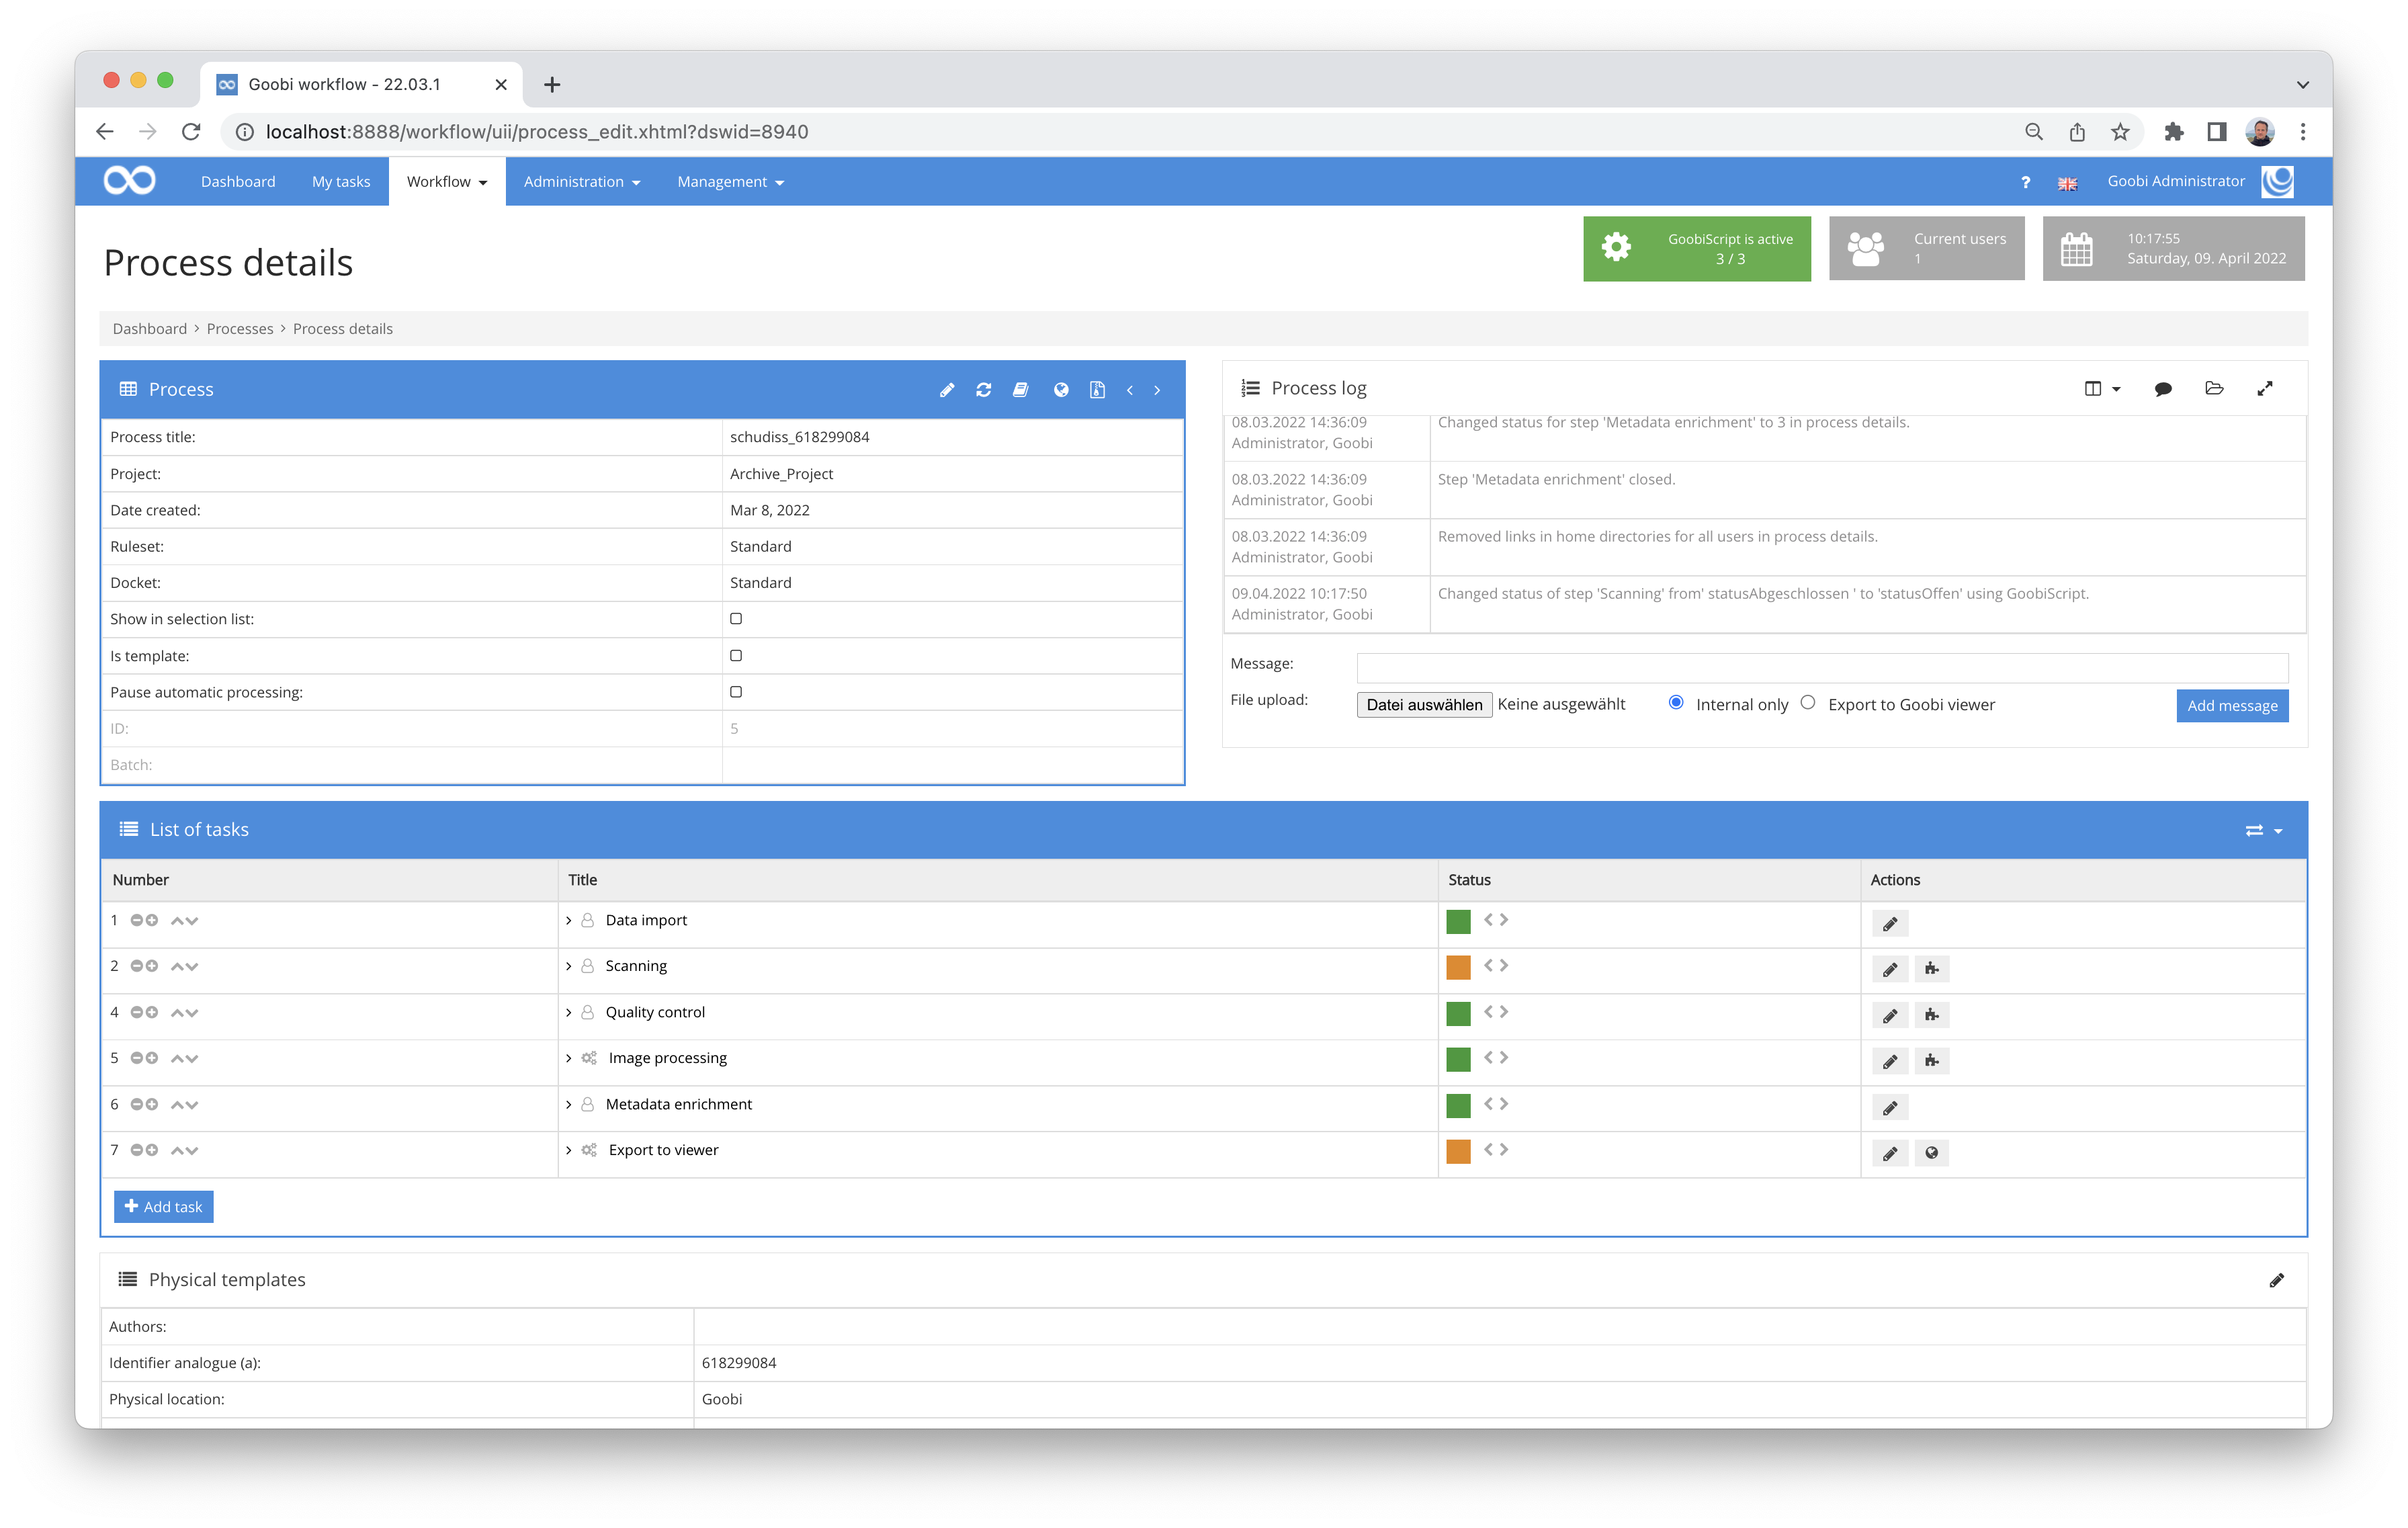 Goobi workflow - 22.03.1
localhost:8888/workflow/uii/process_edit.xhtml?dswid=8940
Dashboard My tasks Workflow Administration Management ? Goobi Administrator
Process details
GoobiScript is active
3 / 3
Current users
1
10:17:55
Saturday, 09. April 2022
Dashboard > Processes > Process details
Process
Process title: schudiss_618299084
Project: Archive_Project
Date created: Mar 8, 2022
Ruleset: Standard
Docket: Standard
Show in selection list:
Is template:
Pause automatic processing:
ID: 5
Batch:
Process log
08.03.2022 14:36:09 Changed status for step 'Metadata enrichment' to 3 in process details.
Administrator, Goobi
08.03.2022 14:36:09 Step 'Metadata enrichment' closed.
Administrator, Goobi
08.03.2022 14:36:09 Removed links in home directories for all users in process details.
Administrator, Goobi
09.04.2022 10:17:50 Changed status of step 'Scanning' from' statusAbgeschlossen ' to 'statusOffen' using GoobiScript.
Administrator, Goobi
Message:
File upload: Datei auswählen Keine ausgewählt Internal only Export to Goobi viewer Add message
List of tasks
Number Title Status Actions
1 Data import
2 Scanning
4 Quality control
5 Image processing
6 Metadata enrichment
7 Export to viewer
Add task
Physical templates
Authors:
Identifier analogue (a): 618299084
Physical location: Goobi